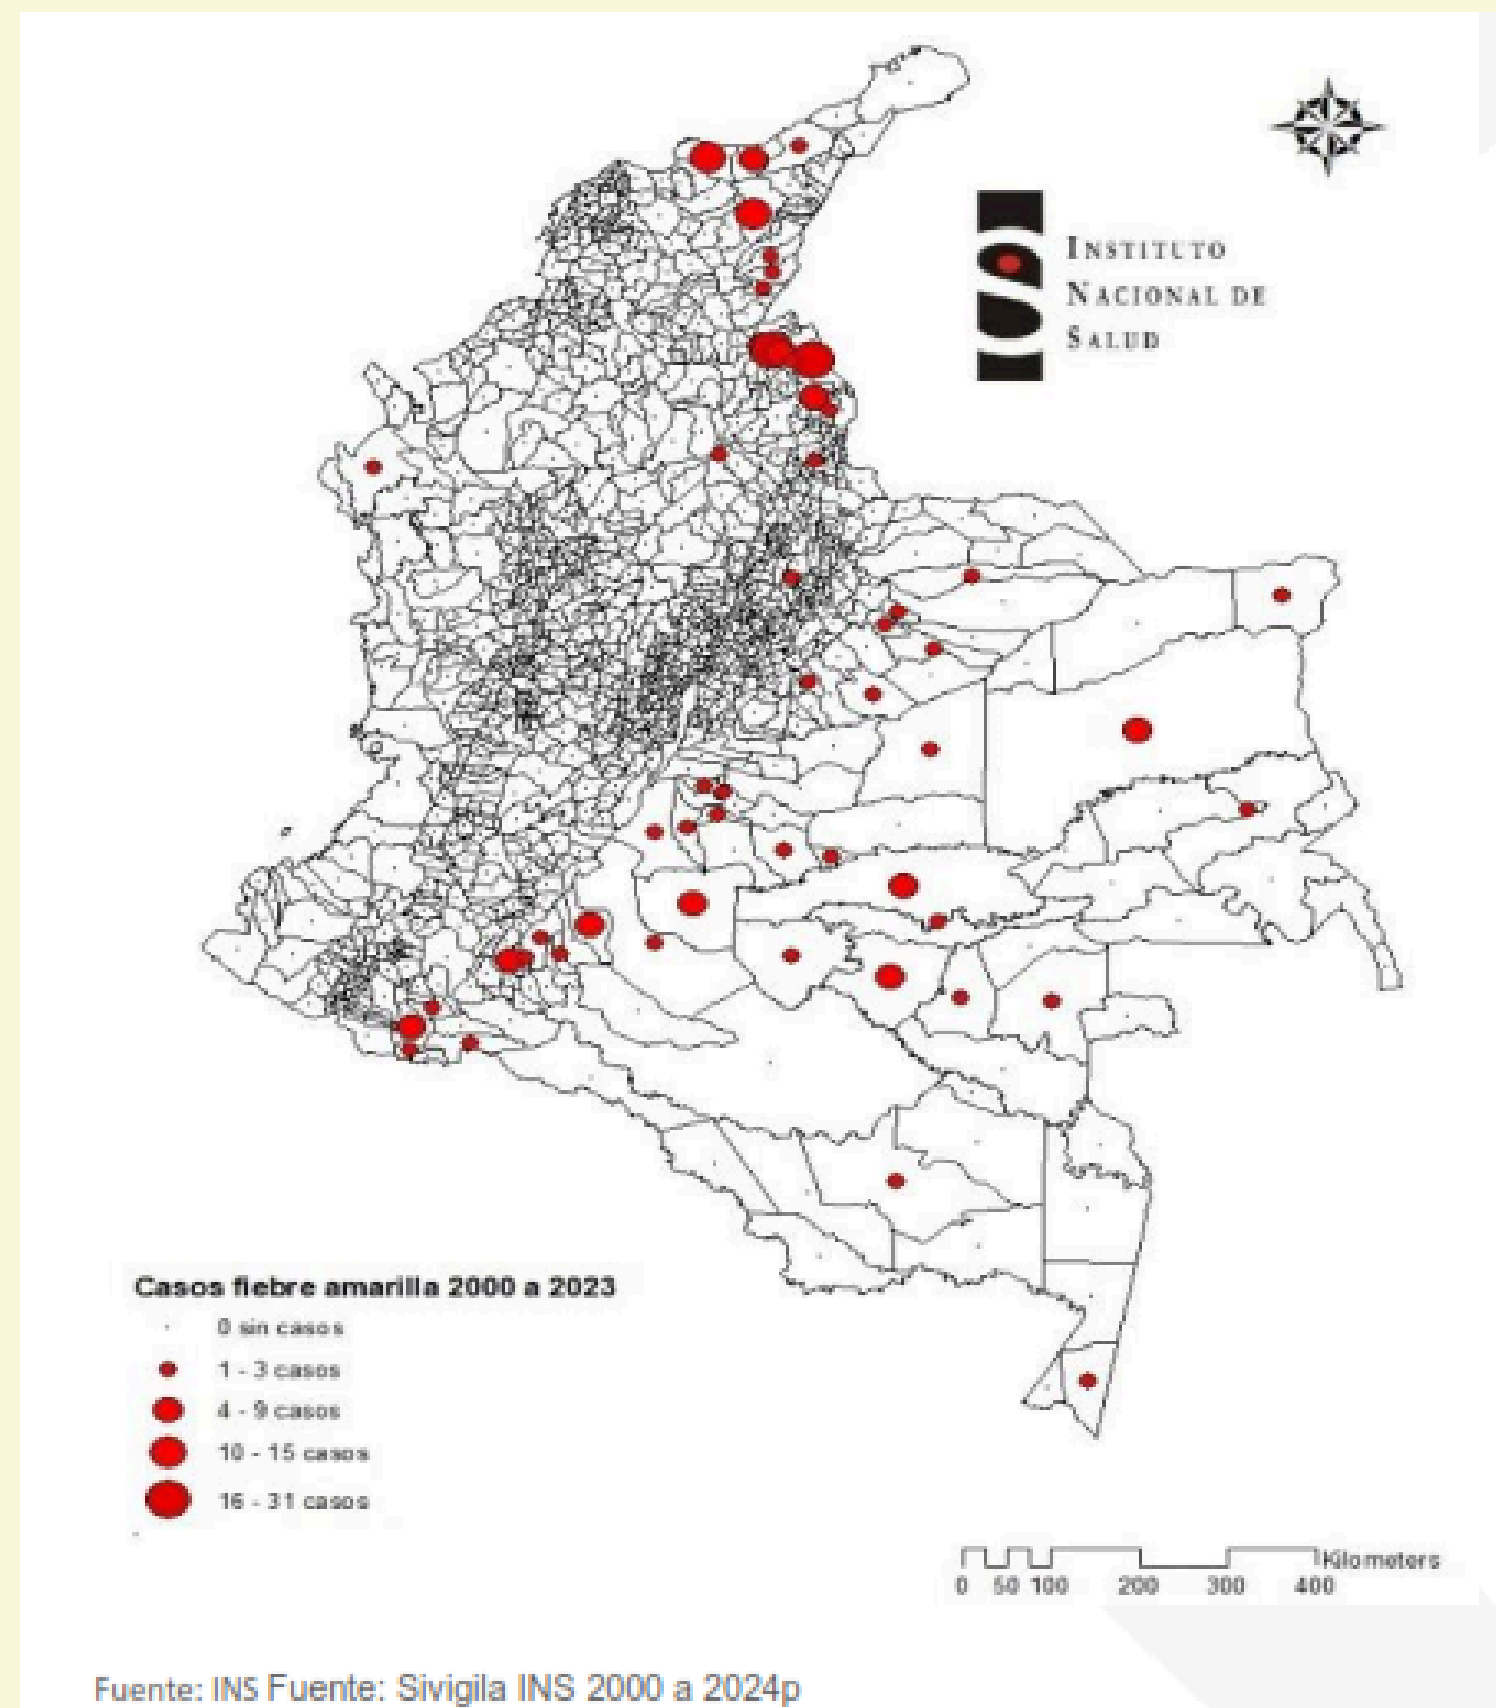 INSTITUTO
NACIONAL DE
SALUD
Casos fiebre amarilla 2000 a 2023
0 sin casos
1 - 3 casos
4 - 9 casos
10 - 15 casos
16 - 31 casos
Kilometers
0 50 100 200 300 400
Fuente: INS Fuente: Sivigila INS 2000 a 2024p